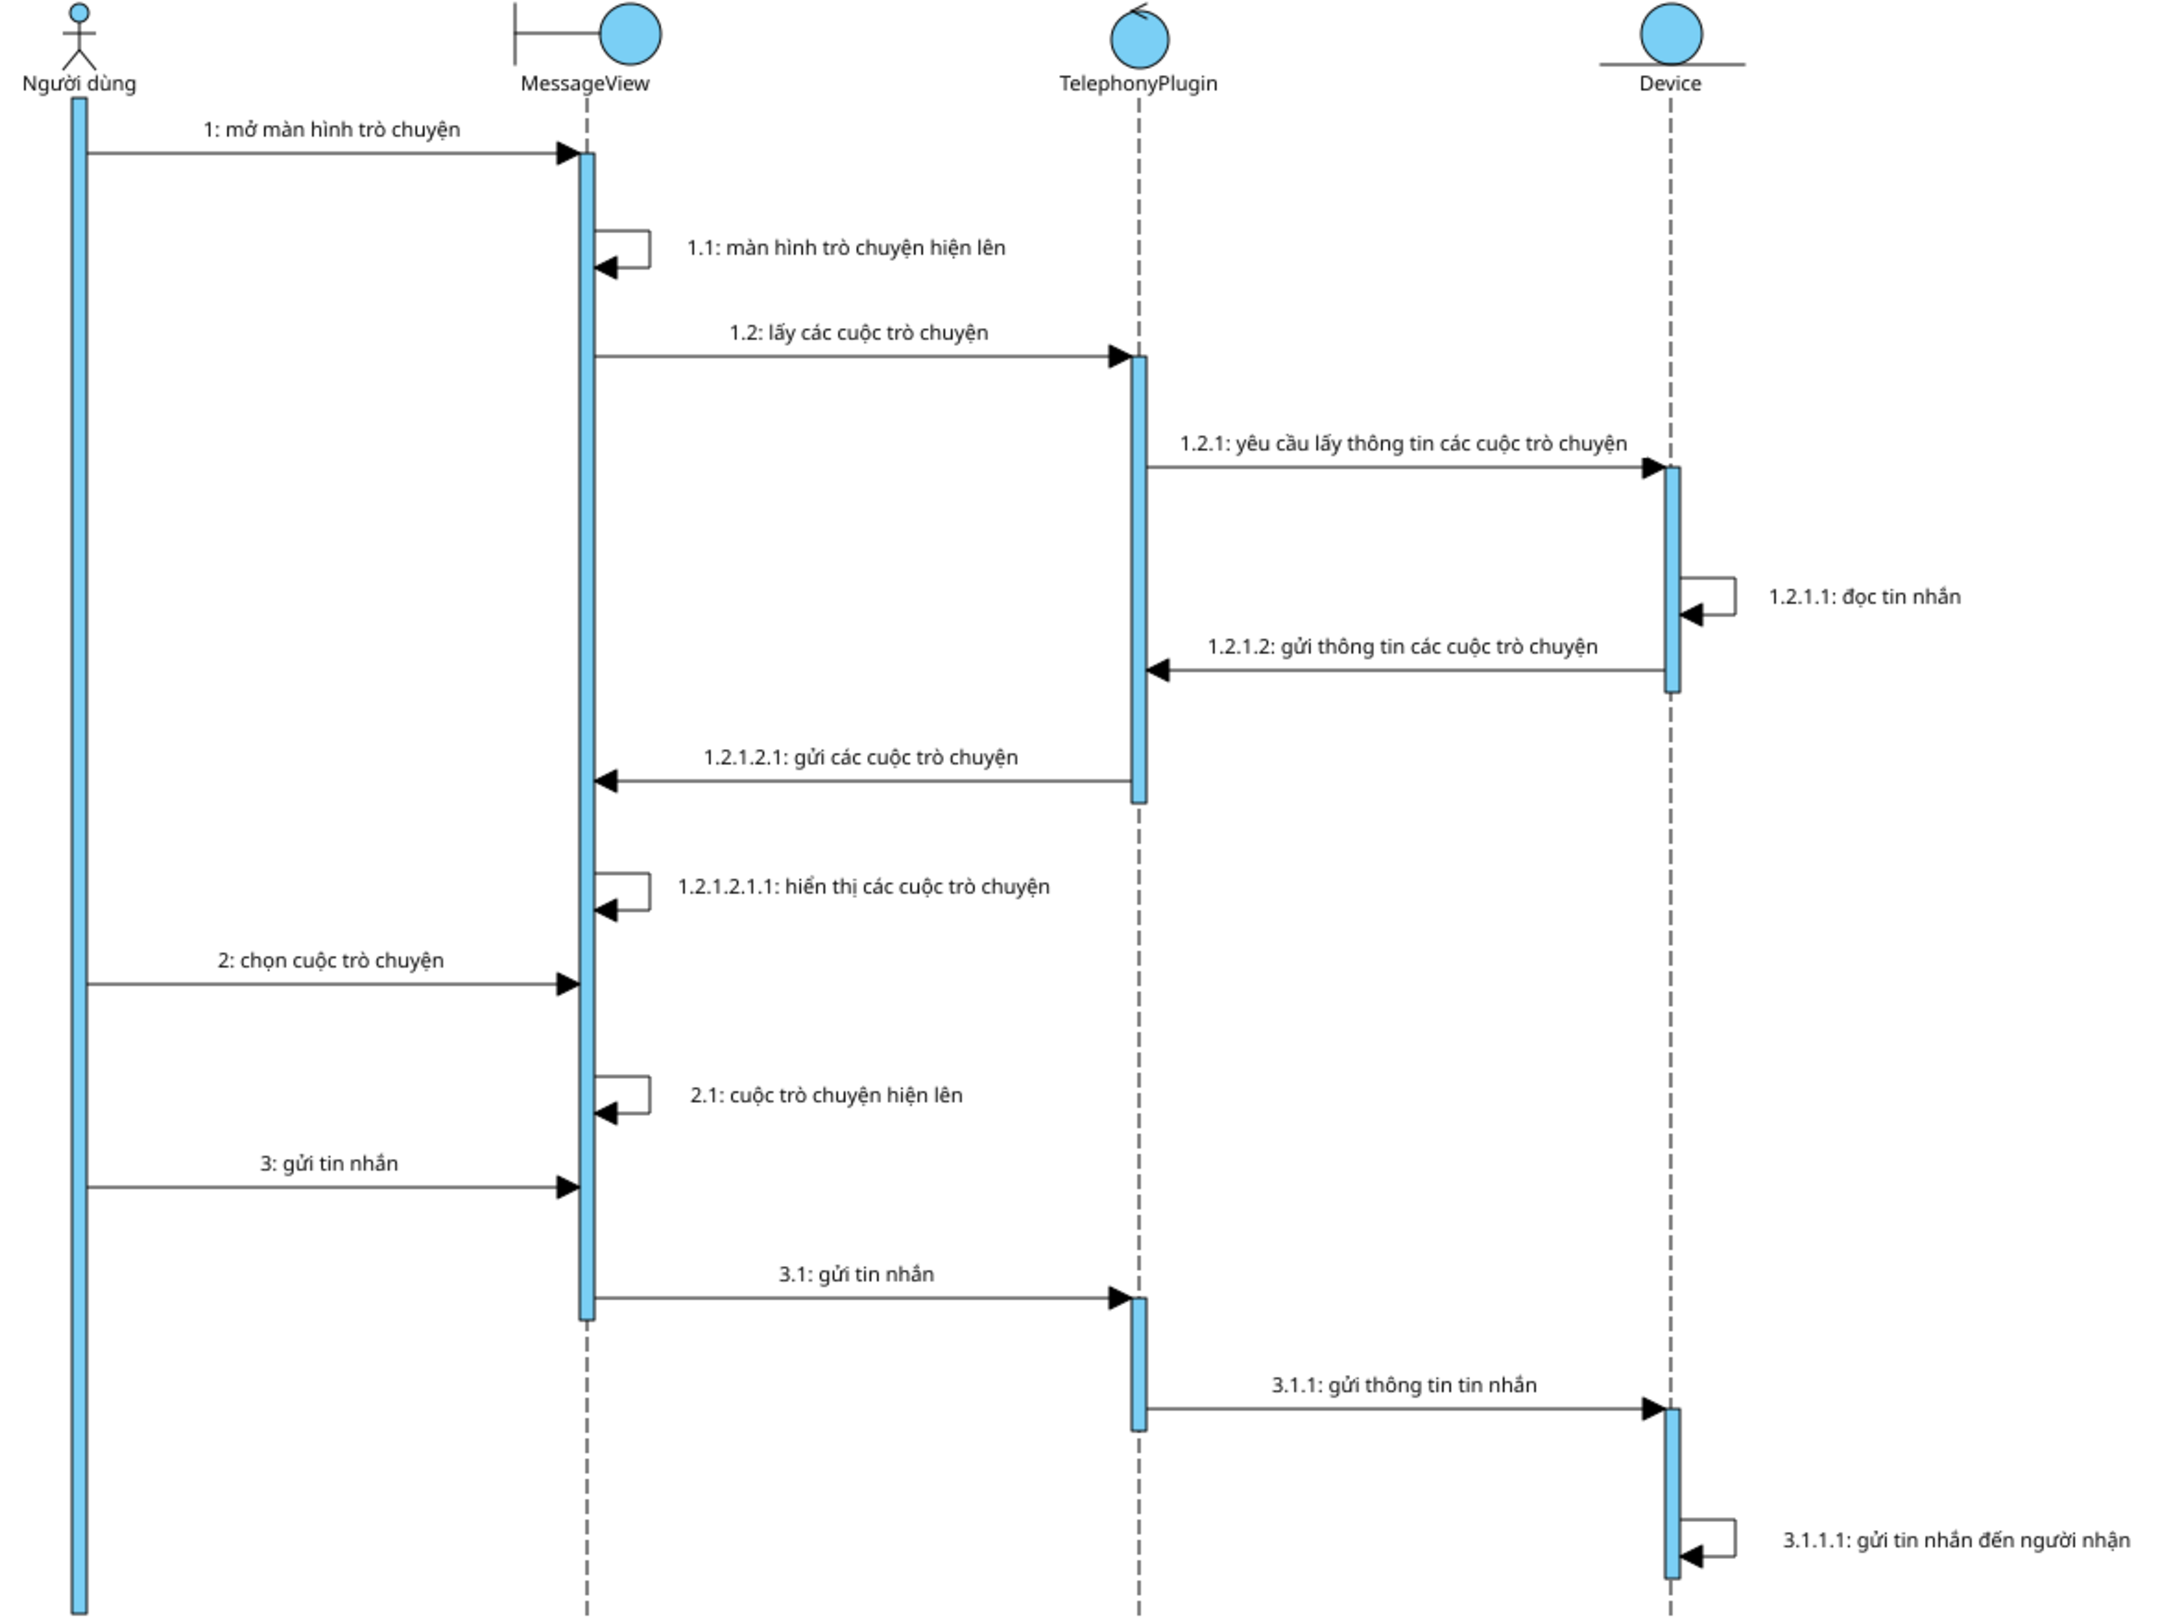 Người dùng
MessageView
TelephonyPlugin
Device
1: mở màn hình trò chuyện
1.1: màn hình trò chuyện hiện lên
1.2: lấy các cuộc trò chuyện
1.2.1: yêu cầu lấy thông tin các cuộc trò chuyện
1.2.1.1: đọc tin nhắn
1.2.1.2: gửi thông tin các cuộc trò chuyện
1.2.1.2.1: gửi các cuộc trò chuyện
1.2.1.2.1.1: hiển thị các cuộc trò chuyện
2: chọn cuộc trò chuyện
2.1: cuộc trò chuyện hiện lên
3: gửi tin nhắn
3.1: gửi tin nhắn
3.1.1: gửi thông tin tin nhắn
3.1.1.1: gửi tin nhắn đến người nhận